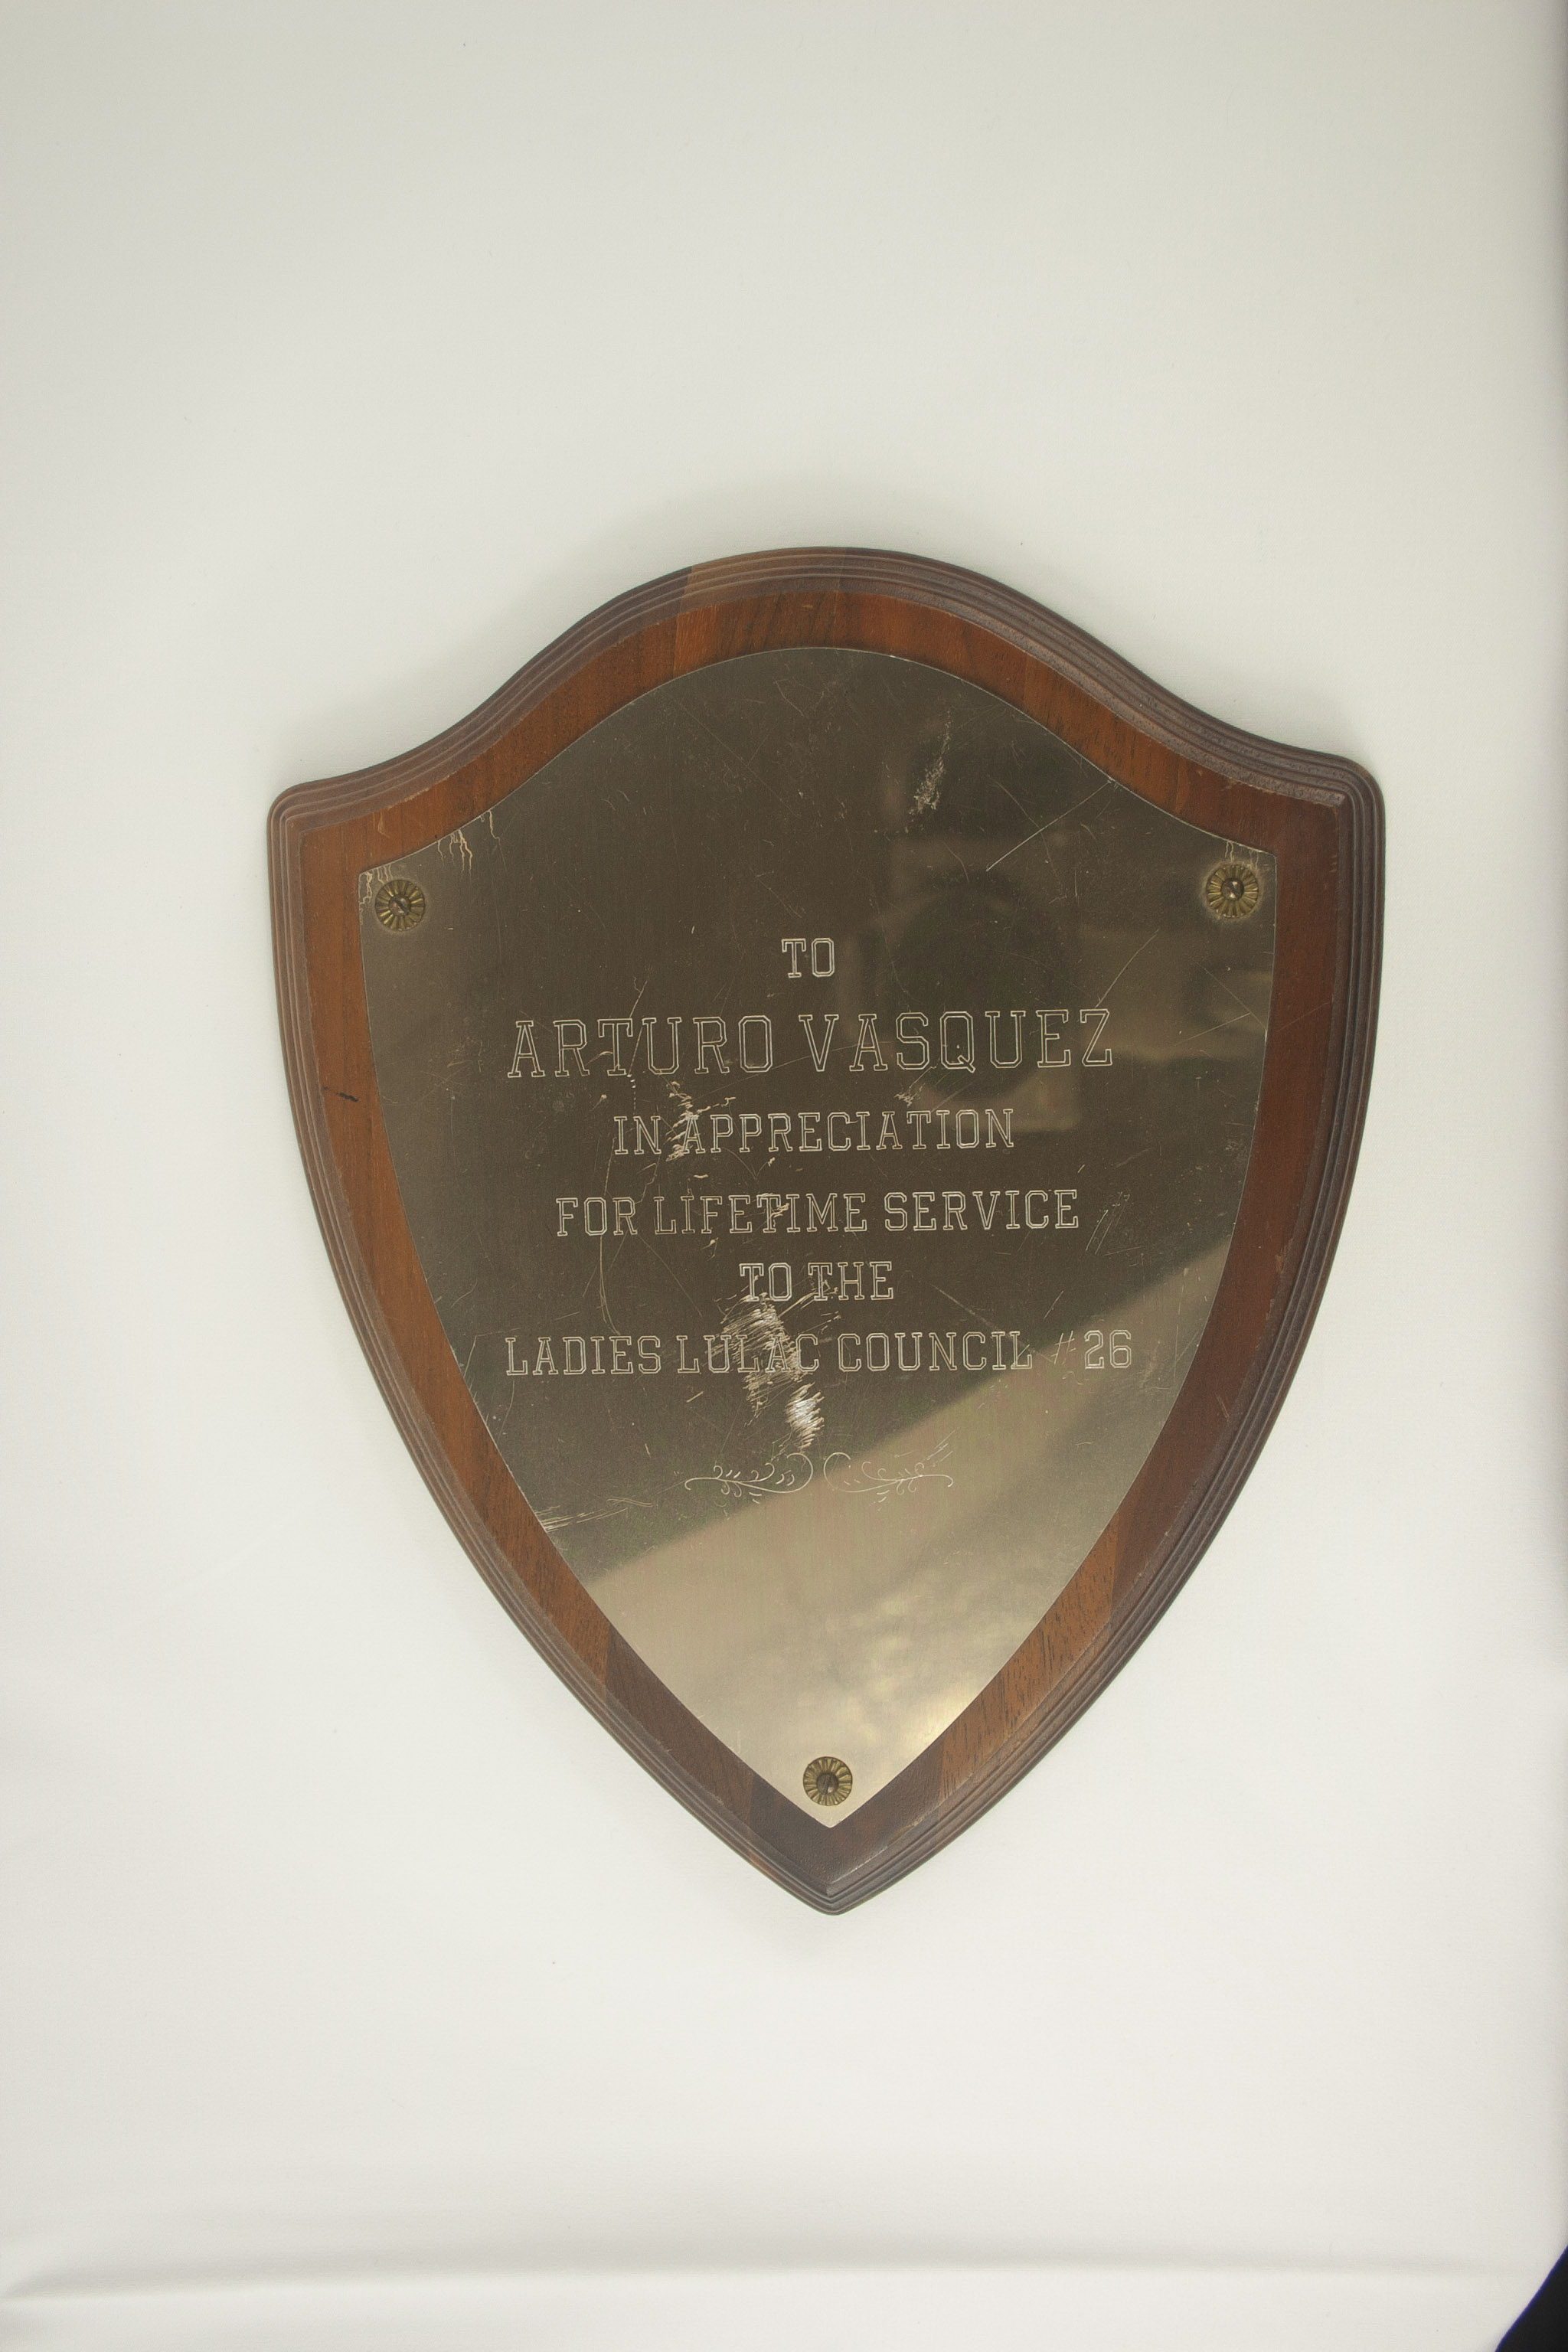 TO
ARTURO VASQUEZ
IN APPRECIATION
FOR LIFETIME SERVICE
TO THE
LADIES LULAC COUNCIL #26